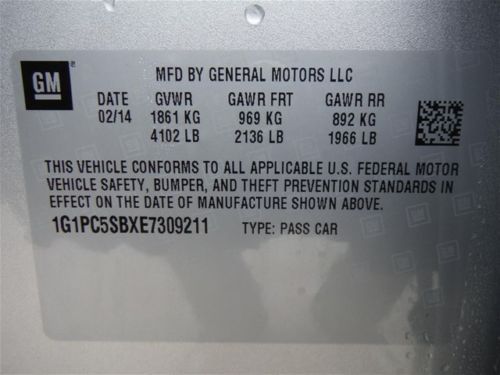 GM
MFD BY GENERAL MOTORS LLC
02/14 GVWR GAWR FRT GAWR RR
1861 KG 969 KG 892 KG
4102 LB 2136 LB 1966 LB
THIS VEHICLE CONFORMS TO ALL APPLICABLE U.S. FEDERAL MOTOR
VEHICLE SAFETY, BUMPER, AND THEFT PREVENTION STANDARDS IN
EFFECT ON THE DATE OF MANUFACTURE SHOWN ABOVE.
1G1PC5SBXE7309211 TYPE: PASS CAR